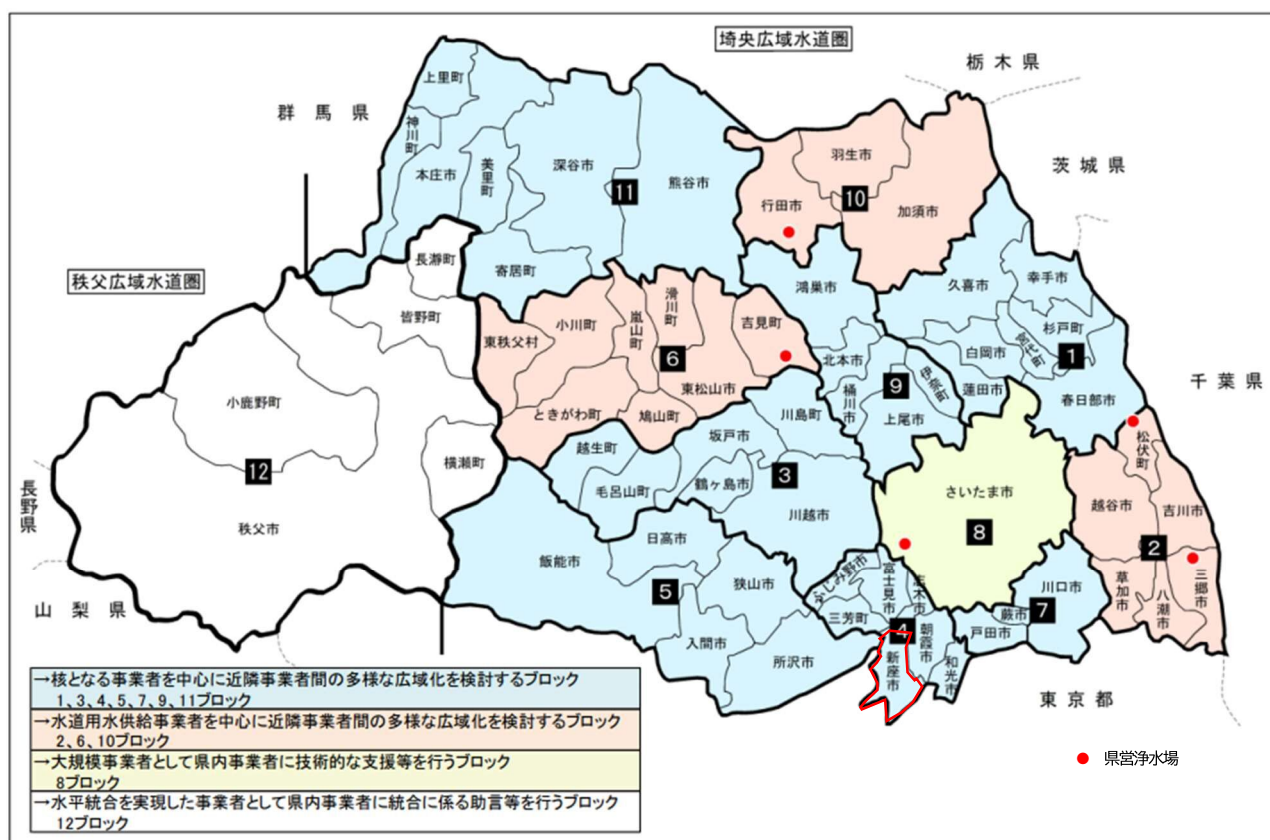 埼央広域水道圏
栃木県
群馬県
茨城県
千葉県
東京都
山梨県
長野県
秩父広域水道圏
上里町
神川町
本庄市
美里町
深谷市
熊谷市
11
寄居町
行田市
羽生市
10
加須市
長瀞町
皆野町
小鹿野町
12
横瀬町
秩父市
東秩父村
小川町
嵐山町
滑川町
吉見町
6
東松山市
ときがわ町
鳩山町
鴻巣市
北本市
桶川市
9
伊奈町
上尾市
久喜市
幸手市
杉戸町
宮代町
白岡市
1
蓮田市
春日部市
越生町
毛呂山町
坂戸市
鶴ヶ島市
川島町
3
川越市
さいたま市
8
松伏町
越谷市
吉川市
2
草加市
八潮市
三郷市
飯能市
日高市
5
狭山市
入間市
所沢市
ふじみ野市
富士見市
三芳町
志木市
4
朝霞市
新座市
和光市
川口市
蕨市
戸田市
7
→核となる事業者を中心に近隣事業者間の多様な広域化を検討するブロック
1、3、4、5、7、9、11ブロック
→水道用水供給事業者を中心に近隣事業者間の多様な広域化を検討するブロック
2、6、10ブロック
→大規模事業者として県内事業者に技術的な支援等を行うブロック
8ブロック
→水平統合を実現した事業者として県内事業者に統合に係る助言等を行うブロック
12ブロック
県営浄水場